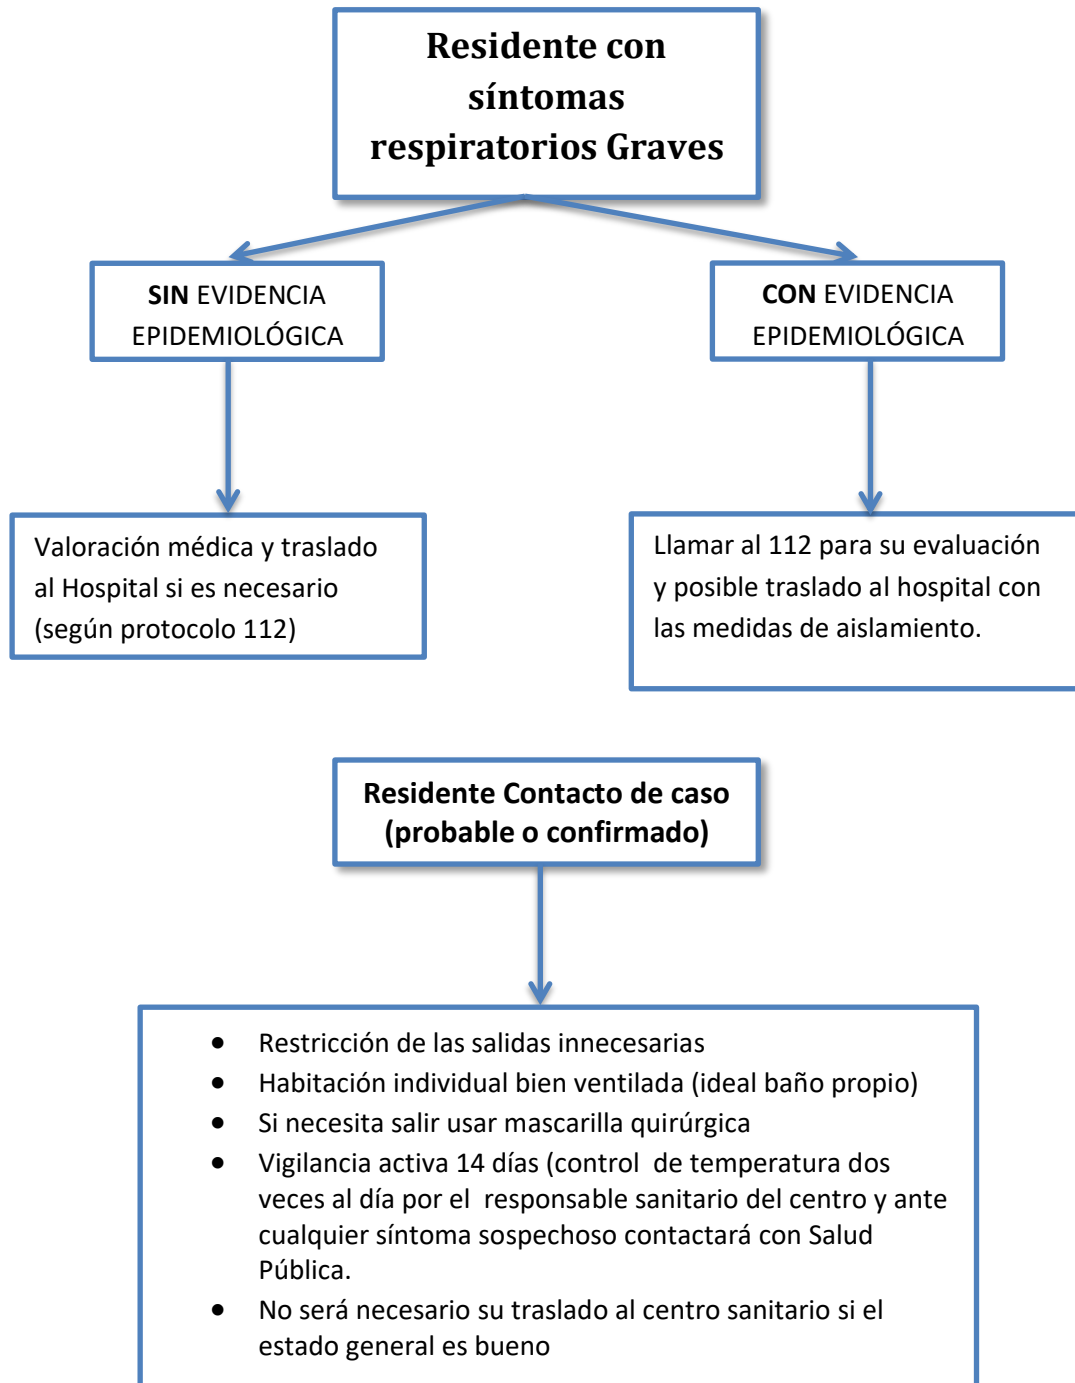 Residente con
síntomas
respiratorios Graves
SIN EVIDENCIA
EPIDEMIOLÓGICA
CON EVIDENCIA
EPIDEMIOLÓGICA
Valoración médica y traslado
al Hospital si es necesario
(según protocolo 112)
Llamar al 112 para su evaluación
y posible traslado al hospital con
las medidas de aislamiento.
Residente Contacto de caso
(probable o confirmado)
• Restricción de las salidas innecesarias
• Habitación individual bien ventilada (ideal baño propio)
• Si necesita salir usar mascarilla quirúrgica
• Vigilancia activa 14 días (control  de temperatura dos
veces al día por el  responsable sanitario del centro y ante
cualquier síntoma sospechoso contactará con Salud
Pública.
• No será necesario su traslado al centro sanitario si el
estado general es bueno